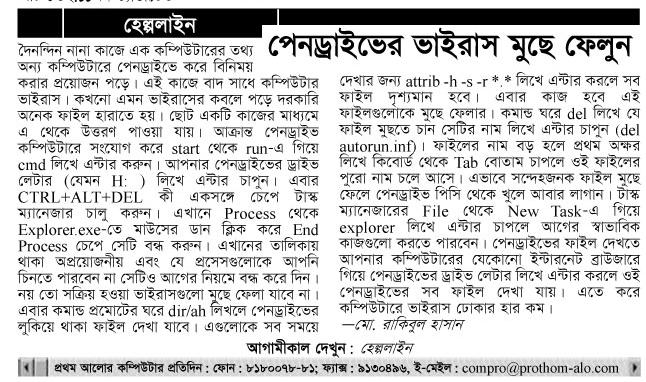 হেল্পলাইন
পেনড্রাইভের ভাইরাস মুছে ফেলুন
দৈনন্দিন নানা কাজে এক কম্পিউটারের তথ্য
অন্য কম্পিউটারে পেনড্রাইভে করে বিনিময়
করার প্রয়োজন পড়ে। এই কাজে বাদ সাধে কম্পিউটার
ভাইরাস। কখনো এমন ভাইরাসের কবলে পড়ে দরকারি
অনেক ফাইল হারাতে হয়। ছোট একটি কাজের মাধ্যমে
এ থেকে উত্তরণ পাওয়া যায়। আক্রান্ত পেনড্রাইভ
কম্পিউটারে সংযোগ করে start থেকে run-এ গিয়ে
cmd লিখে এন্টার করুন। আপনার পেনড্রাইভের ড্রাইভ
লেটার (যেমন H: ) লিখে এন্টার চাপুন। এবার
CTRL+ALT+DEL কী একসঙ্গে চেপে টাস্ক
ম্যানেজার চালু করুন। এখানে Process থেকে
Explorer.exe-তে মাউসের ডান ক্লিক করে End
Process চেপে সেটি বন্ধ করুন। এখানের তালিকায়
থাকা অপ্রয়োজনীয় এবং যে প্রসেসগুলোকে আপনি
চিনতে পারবেন না সেটিও আগের নিয়মে বন্ধ করে দিন।
নয় তো সক্রিয় হওয়া ভাইরাসগুলো মুছে ফেলা যাবে না।
এবার কমান্ড প্রমোটের ঘরে dir/ah লিখলে পেনড্রাইভের
লুকিয়ে থাকা ফাইল দেখা যাবে। এগুলোকে সব সময়ে
দেখার জন্য attrib -h -s -r *.* লিখে এন্টার করলে সব
ফাইল দৃশ্যমান হবে। এবার কাজ হবে এই
ফাইলগুলোকে মুছে ফেলার। কমান্ড ঘরে del লিখে যে
ফাইল মুছতে চান সেটির নাম লিখে এন্টার চাপুন (del
autorun.inf)। ফাইলের নাম বড় হলে প্রথম অক্ষর
লিখে কিবোর্ড থেকে Tab বোতাম চাপলে ওই ফাইলের
পুরো নাম চলে আসে। এভাবে সন্দেহজনক ফাইল মুছে
ফেলে পেনড্রাইভ পিসি থেকে খুলে আবার লাগান। টাস্ক
ম্যানেজারের File থেকে New Task-এ গিয়ে
explorer লিখে এন্টার চাপলে আগের স্বাভাবিক
কাজগুলো করতে পারবেন। পেনড্রাইভের ফাইল দেখতে
আপনার কম্পিউটারের যেকোনো ইন্টারনেট ব্রাউজারে
গিয়ে পেনড্রাইভের ড্রাইভ লেটার লিখে এন্টার করলে ওই
পেনড্রাইভের সব ফাইল দেখা যায়। এতে করে
কম্পিউটারে ভাইরাস ঢোকার হার কম।
—মো. রাকিবুল হাসান
আগামীকাল দেখুন : হেল্পলাইন
প্রথম আলোর কম্পিউটার প্রতিদিন : ফোন : ৮১৮০০৭৮-৮১; ফ্যাক্স : ৯১৩০৪৯৬, ই-মেইল : compro@prothom-alo.com